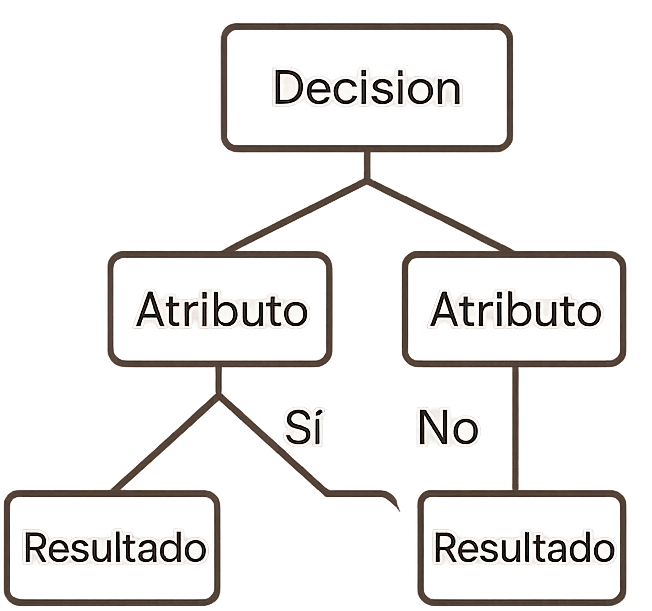 Decision
Atributo
Atributo
Sí
No
Resultado
Resultado